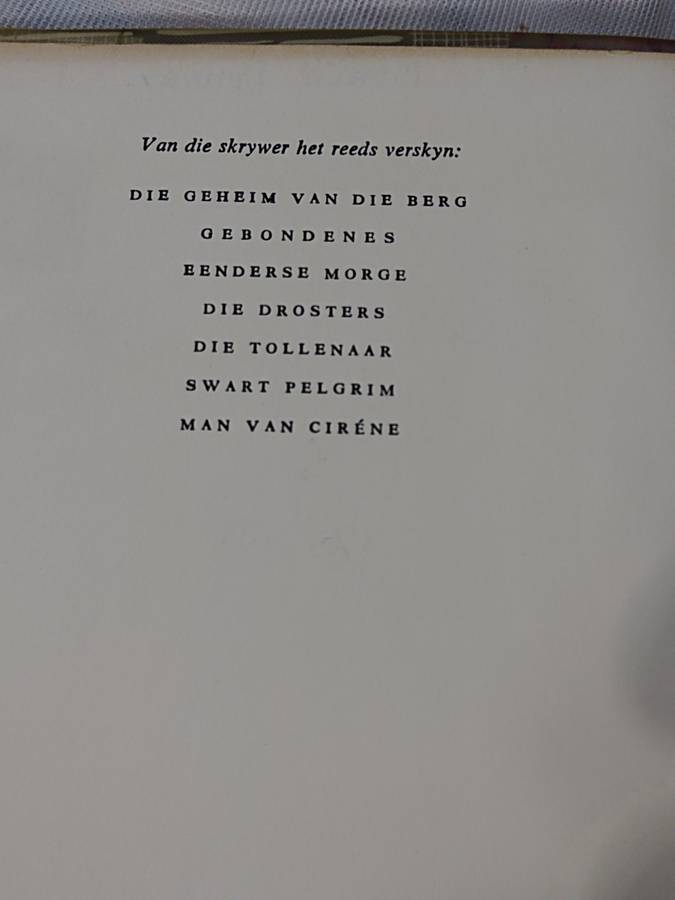 Van die skrywer het reeds verskyn:
DIE GEHEIM VAN DIE BERG
GEBONDENES
EENDERSE MORGE
DIE DROSTERS
DIE TOLLENAAR
SWART PELGRIM
MAN VAN CIRÉNE